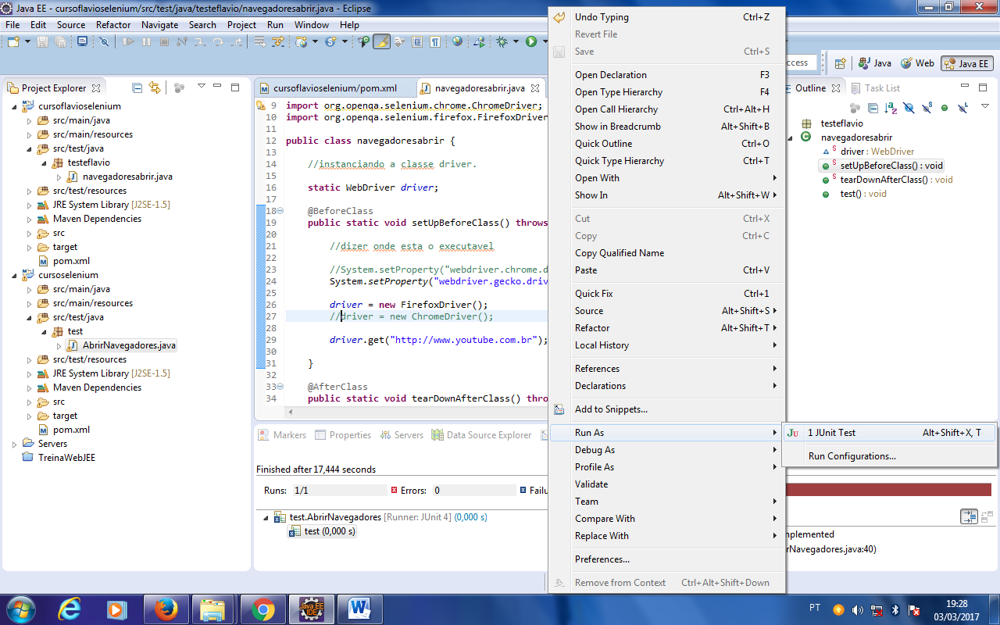 Java EE - cursoflavioselenium/src/test/java/testeflavio/navegadoresabrir.java - Eclipse
File Edit Source Refactor Navigate Search Project Run Window Help
Java
Web
Java EE
Project Explorer
cursoflavioselenium
src/main/java
src/main/resources
src/test/java
testeflavio
navegadoresabrir.java
src/test/resources
JRE System Library [J2SE-1.5]
Maven Dependencies
src
target
pom.xml
cursoselenium
src/main/java
src/main/resources
src/test/java
test
AbrirNavegadores.java
src/test/resources
JRE System Library [J2SE-1.5]
Maven Dependencies
src
target
pom.xml
Servers
TreinaWebJEE
cursoflavioselenium/pom.xml
navegadoresabrir.java
9 import org.openqa.selenium.chrome.ChromeDriver;
10 import org.openqa.selenium.firefox.FirefoxDriver
11
12 public class navegadoresabrir {
13
14 //instanciando a classe driver.
15
16 static WebDriver driver;
17
18 @BeforeClass
19 public static void setUpBeforeClass() throws
20
21 //dizer onde esta o executavel
22
23 //System.setProperty("webdriver.chrome.d
24 System.setProperty("webdriver.gecko.driv
25
26 driver = new FirefoxDriver();
27 //driver = new ChromeDriver();
28
29 driver.get("http://www.youtube.com.br");
30
31 }
32
33 @AfterClass
34 public static void tearDownAfterClass() thro
Markers Properties Servers Data Source Explorer
Finished after 17,444 seconds
Runs: 1/1 Errors: 0 Failu
test.AbrirNavegadores [Runner: JUnit 4] (0,000 s)
test (0,000 s)
Undo Typing Ctrl+Z
Revert File
Save Ctrl+S
Open Declaration F3
Open Type Hierarchy F4
Open Call Hierarchy Ctrl+Alt+H
Show in Breadcrumb Alt+Shift+B
Quick Outline Ctrl+O
Quick Type Hierarchy Ctrl+T
Open With
Show In Alt+Shift+W
Cut Ctrl+X
Copy Ctrl+C
Copy Qualified Name
Paste Ctrl+V
Quick Fix Ctrl+1
Source Alt+Shift+S
Refactor Alt+Shift+T
Local History
References
Declarations
Add to Snippets...
Run As
Debug As
Profile As
Validate
Team
Compare With
Replace With
Preferences...
Remove from Context Ctrl+Alt+Shift+Down
Ju 1 JUnit Test Alt+Shift+X, T
Run Configurations...
ccess
Outline
Task List
testeflavio
navegadoresabrir
driver : WebDriver
setUpBeforeClass() : void
tearDownAfterClass() : void
test() : void
mplemented
rNavegadores.java:40)
Java EE
IDE
PT
19:28
03/03/2017